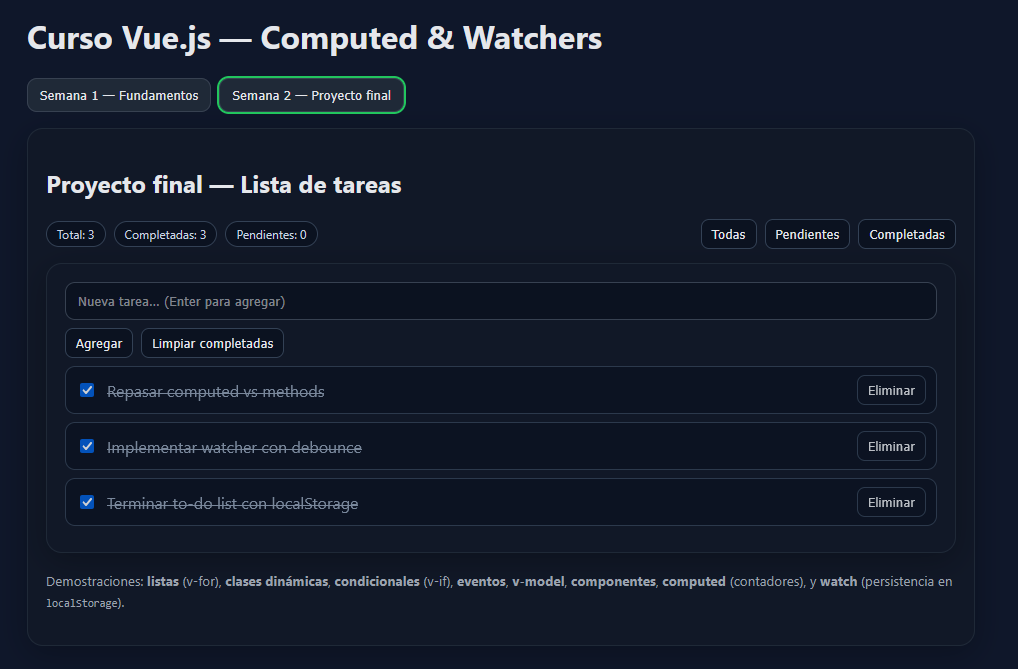 Curso Vue.js — Computed & Watchers
Semana 1 — Fundamentos
Semana 2 — Proyecto final
Proyecto final — Lista de tareas
Total: 3
Completadas: 3
Pendientes: 0
Todas
Pendientes
Completadas
Nueva tarea... (Enter para agregar)
Agregar
Limpiar completadas
Repasar computed vs methods
Eliminar
Implementar watcher con debounce
Eliminar
Terminar to-do list con localStorage
Eliminar
Demostraciones: listas (v-for), clases dinámicas, condicionales (v-if), eventos, v-model, componentes, computed (contadores), y watch (persistencia en
localStorage).